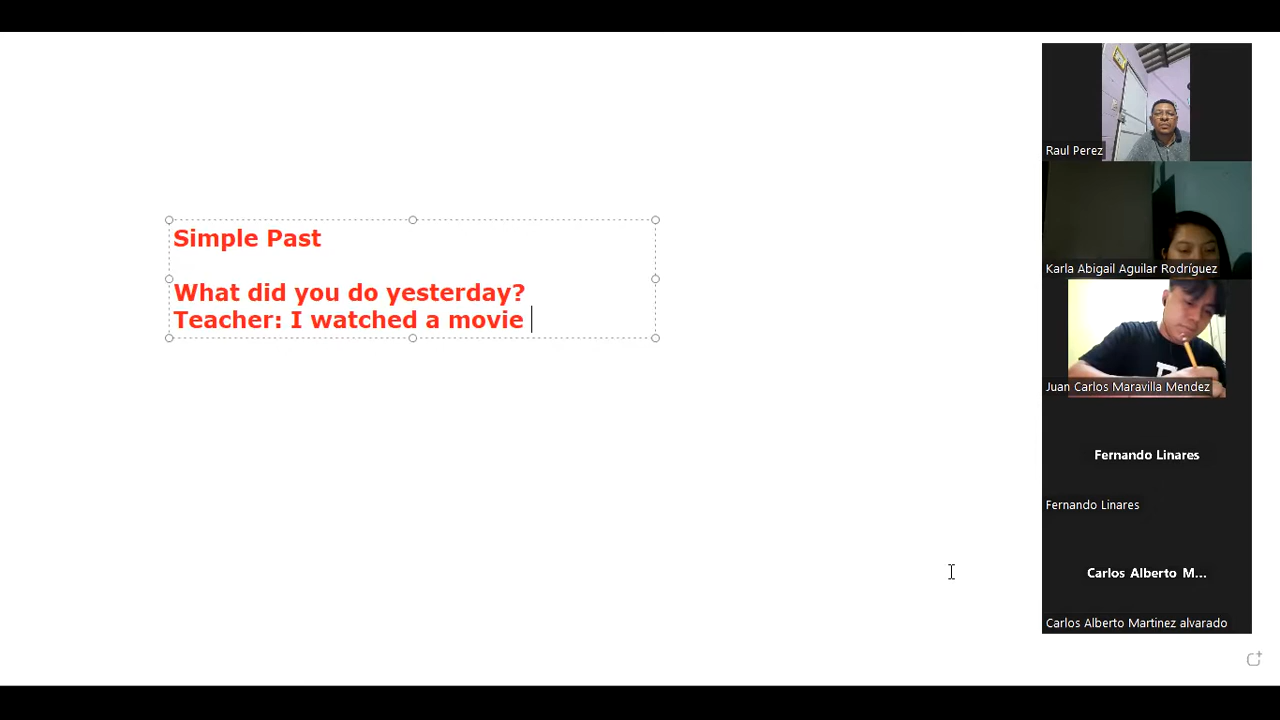 Simple Past
What did you do yesterday?
Teacher: I watched a movie
Raul Perez
Karla Abigail Aguilar Rodríguez
Juan Carlos Maravilla Mendez
Fernando Linares
Fernando Linares
Carlos Alberto M...
Carlos Alberto Martinez alvarado